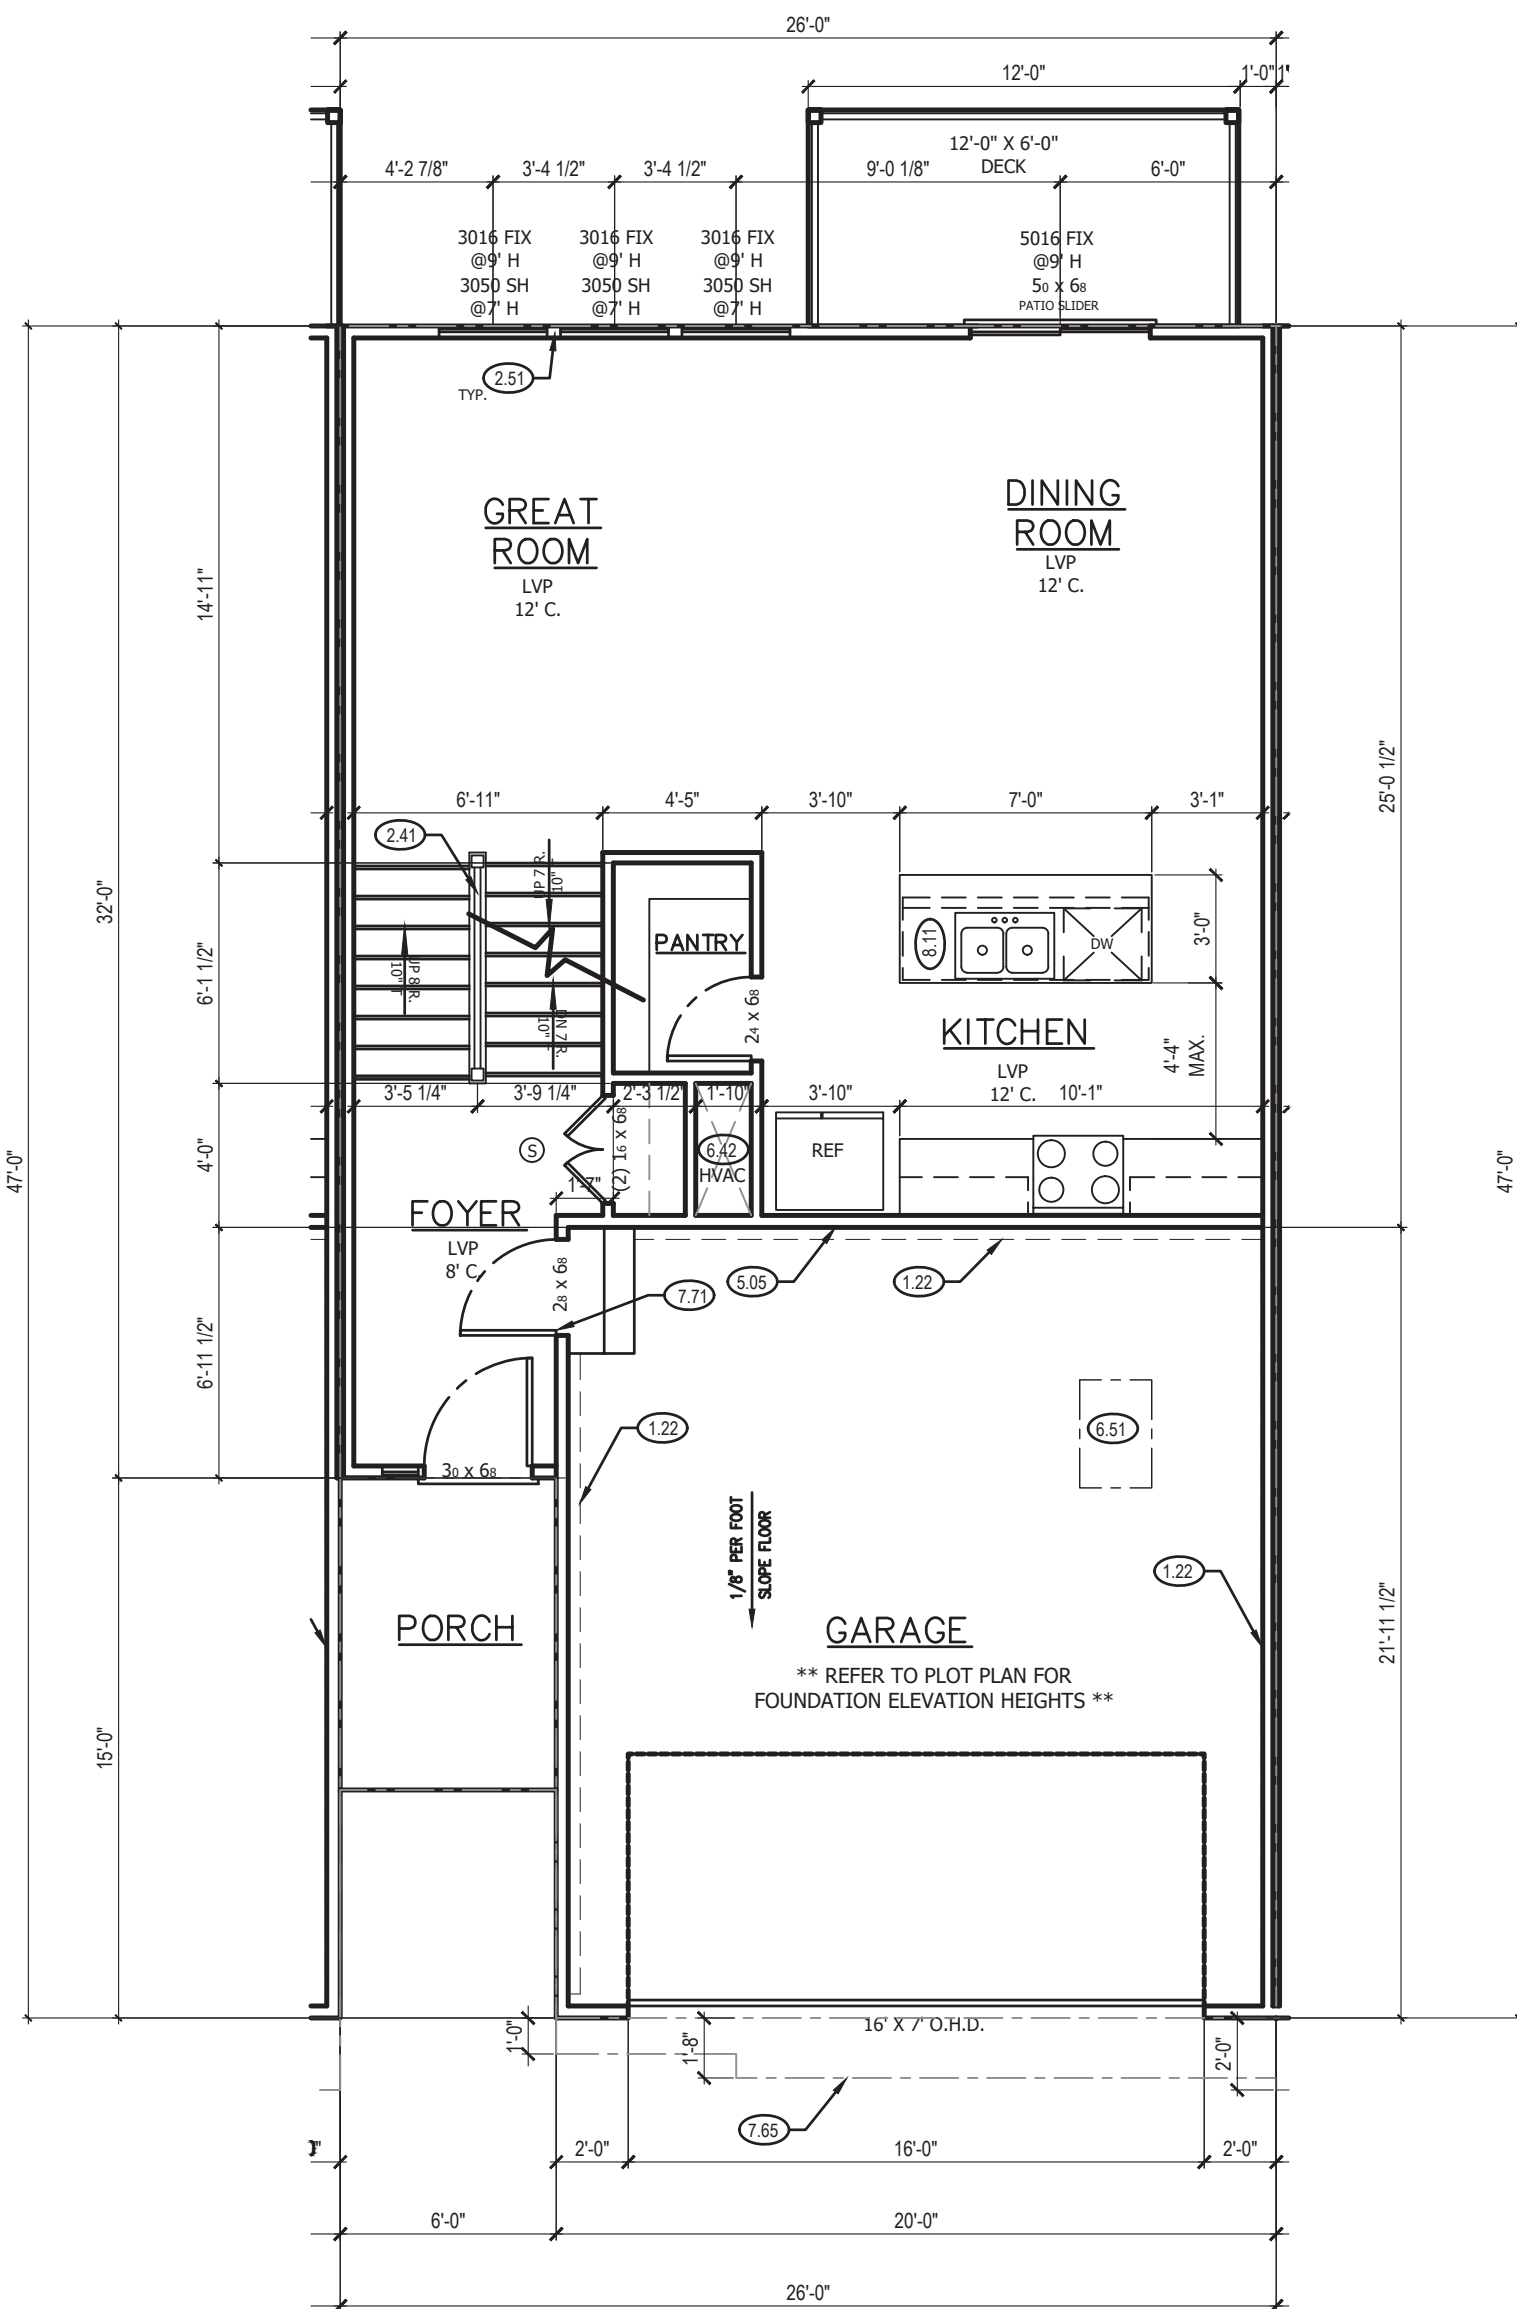 26'-0"
12'-0"
1'-0"
1'
12'-0" X 6'-0"
DECK
4'-2 7/8"
3'-4 1/2"
3'-4 1/2"
9'-0 1/8"
6'-0"
3016 FIX
@9' H
3050 SH
@7' H
3016 FIX
@9' H
3050 SH
@7' H
3016 FIX
@9' H
3050 SH
@7' H
5016 FIX
@9' H
50 x 68
PATIO SLIDER
2.51
TYP.
GREAT
ROOM
LVP
12' C.
DINING
ROOM
LVP
12' C.
14'-11"
25'-0 1/2"
32'-0"
47'-0"
47'-0"
6'-11"
4'-5"
3'-10"
7'-0"
3'-1"
2.41
UP 7 R.
10"
UP 8 R.
10" T
DN 7 R.
10"
PANTRY
24 x 68
8.11
DW
3'-0"
6'-1 1/2"
KITCHEN
LVP
12' C.
4'-4"
MAX.
3'-5 1/4"
3'-9 1/4"
2'-3 1/2"
1'-10"
3'-10"
10'-1"
4'-0"
S
(2) 16 x 68
1'-7"
6.42
HVAC
REF
FOYER
LVP
8' C.
28 x 68
7.71
5.05
1.22
6'-11 1/2"
1.22
6.51
30 x 68
1/8" PER FOOT
SLOPE FLOOR
1.22
PORCH
GARAGE
** REFER TO PLOT PLAN FOR
FOUNDATION ELEVATION HEIGHTS **
21'-11 1/2"
15'-0"
16' X 7' O.H.D.
1'-0"
1'-8"
2'-0"
7.65
2'-0"
16'-0"
2'-0"
6'-0"
20'-0"
26'-0"